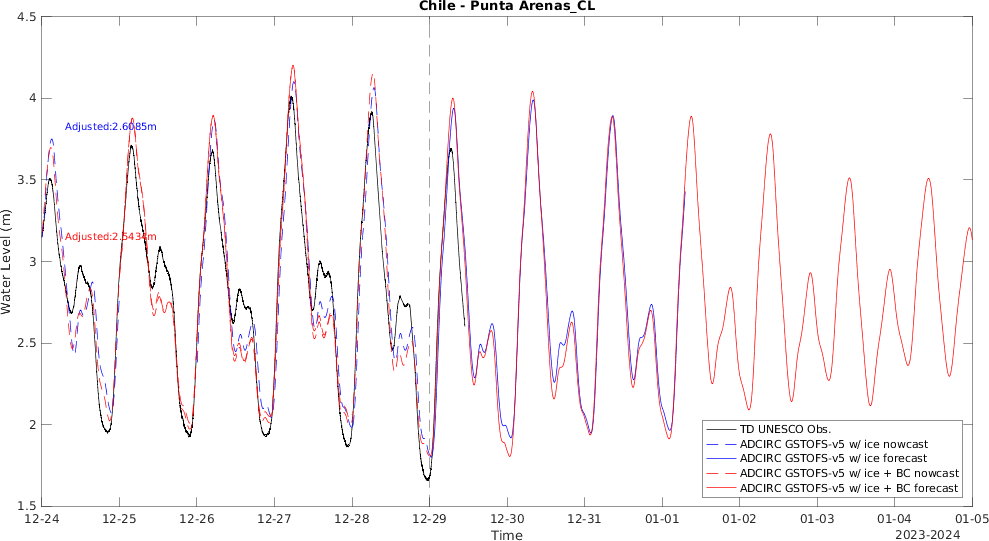 Chile - Punta Arenas_CL
4.5
4
3.5
3
2.5
2
1.5
Water Level (m)
Adjusted:2.6085m
Adjusted:2.5434m
TD UNESCO Obs.
ADCIRC GSTOFS-v5 w/ ice nowcast
ADCIRC GSTOFS-v5 w/ ice forecast
ADCIRC GSTOFS-v5 w/ ice + BC nowcast
ADCIRC GSTOFS-v5 w/ ice + BC forecast
12-24 12-25 12-26 12-27 12-28 12-29 12-30 12-31 01-01 01-02 01-03 01-04 01-05
Time
2023-2024